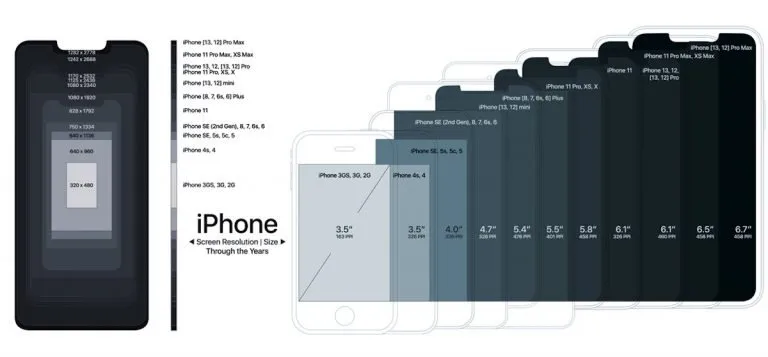 1282 x 2778
1242 x 2688
1170 x 2532
1125 x 2436
1080 x 2340
1080 x 1920
828 x 1792
750 x 1334
640 x 1136
640 x 960
320 x 480
iPhone [13, 12] Pro Max
iPhone 11 Pro Max, XS Max
iPhone 13, 12, [13, 12] Pro
iPhone 11 Pro, XS, X
iPhone [13, 12] mini
iPhone [8, 7, 6s, 6] Plus
iPhone 11
iPhone SE (2nd Gen), 8, 7, 6s, 6
iPhone SE, 5s, 5c, 5
iPhone 4s, 4
iPhone 3GS, 3G, 2G
iPhone
◀ Screen Resolution | Size ▶
Through the Years
iPhone [13, 12] Pro Max
iPhone 11 Pro Max, XS Max
iPhone 13, 12,
[13, 12] Pro
iPhone 11
iPhone 11 Pro, XS, X
iPhone [8, 7, 6s, 6] Plus
iPhone [13, 12] mini
iPhone SE (2nd Gen), 8, 7, 6s, 6
iPhone SE, 5s, 5c, 5
iPhone 3GS, 3G, 2G
iPhone 4s, 4
3.5” 3.5” 4.0” 4.7” 5.4” 5.5” 5.8” 6.1” 6.1” 6.5” 6.7”
163 PPI 326 PPI 326 PPI 326 PPI 476 PPI 401 PPI 458 PPI 326 PPI 460 PPI 458 PPI 458 PPI